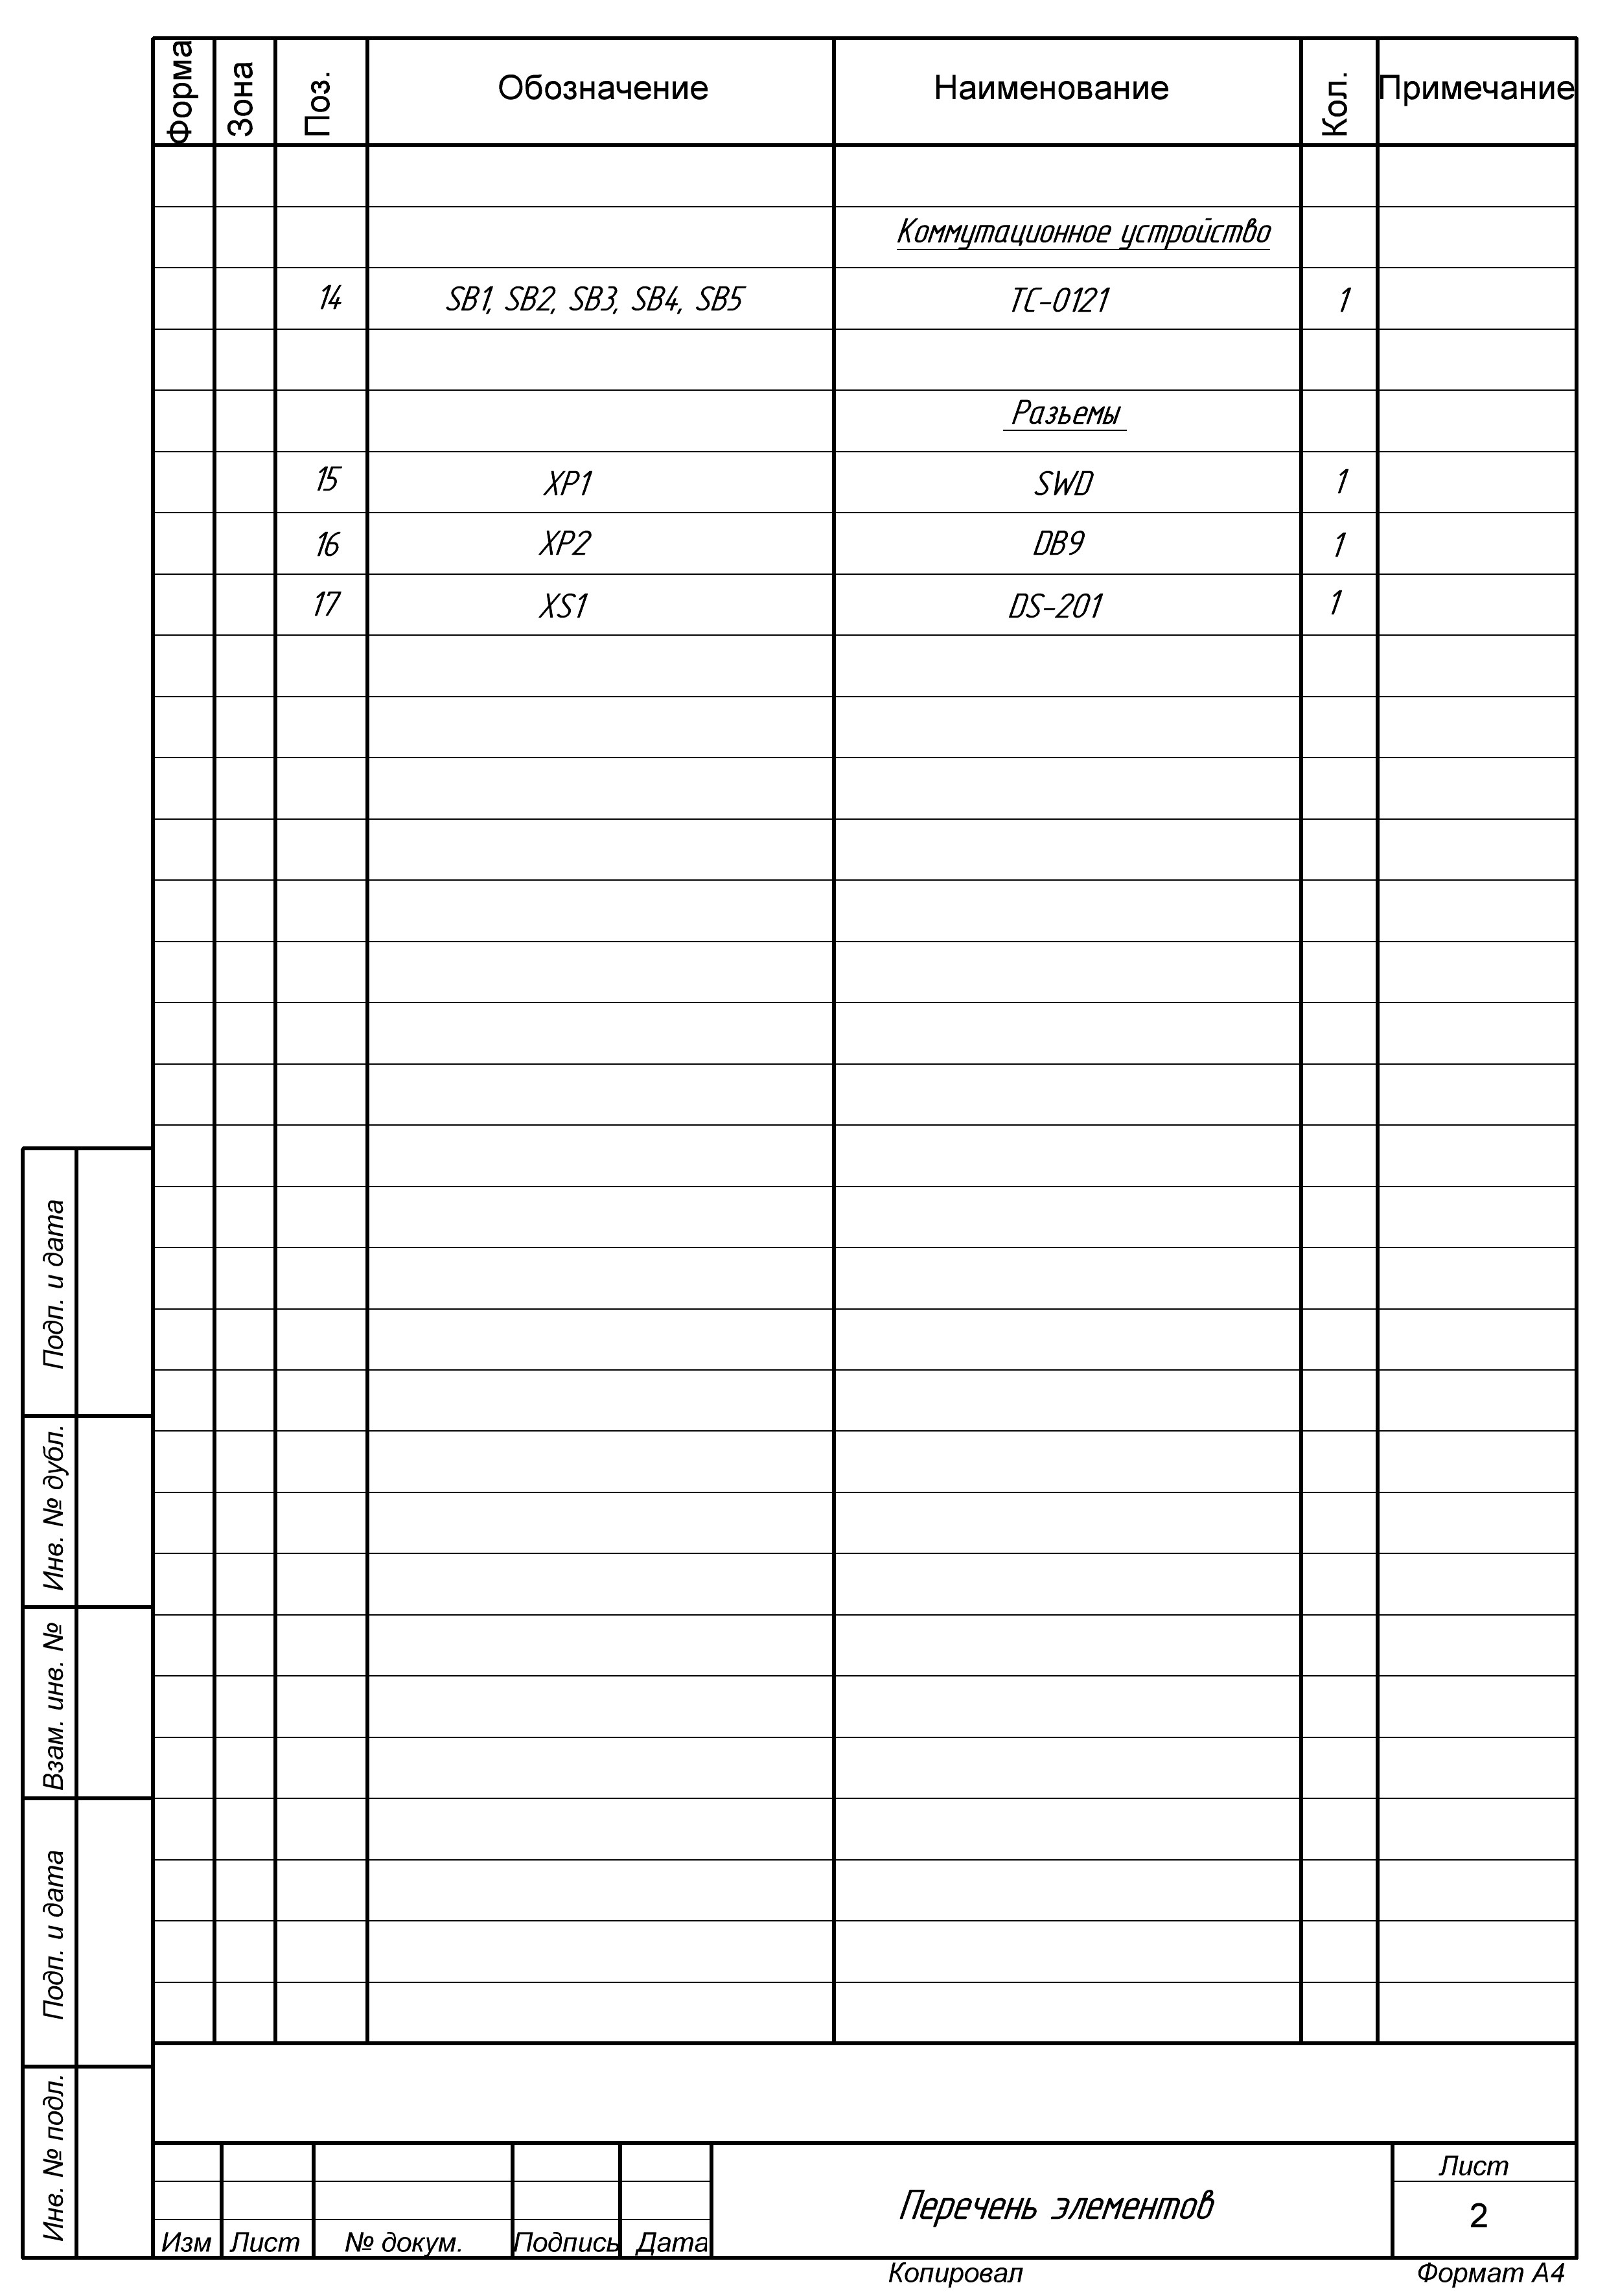 Форма Зона Поз. Обозначение Наименование Кол. Примечание
Коммутационное устройство
14 SB1, SB2, SB3, SB4, SB5 TC-0121 1
Разьемы
15 XP1 SWD 1
16 XP2 DB9 1
17 XS1 DS-201 1
Подп. и дата
Инв. № дубл.
Взам. инв. №
Подп. и дата
Инв. № подл.
Изм Лист № докум. Подпись Дата
Перечень элементов
Лист
2
Копировал Формат А4